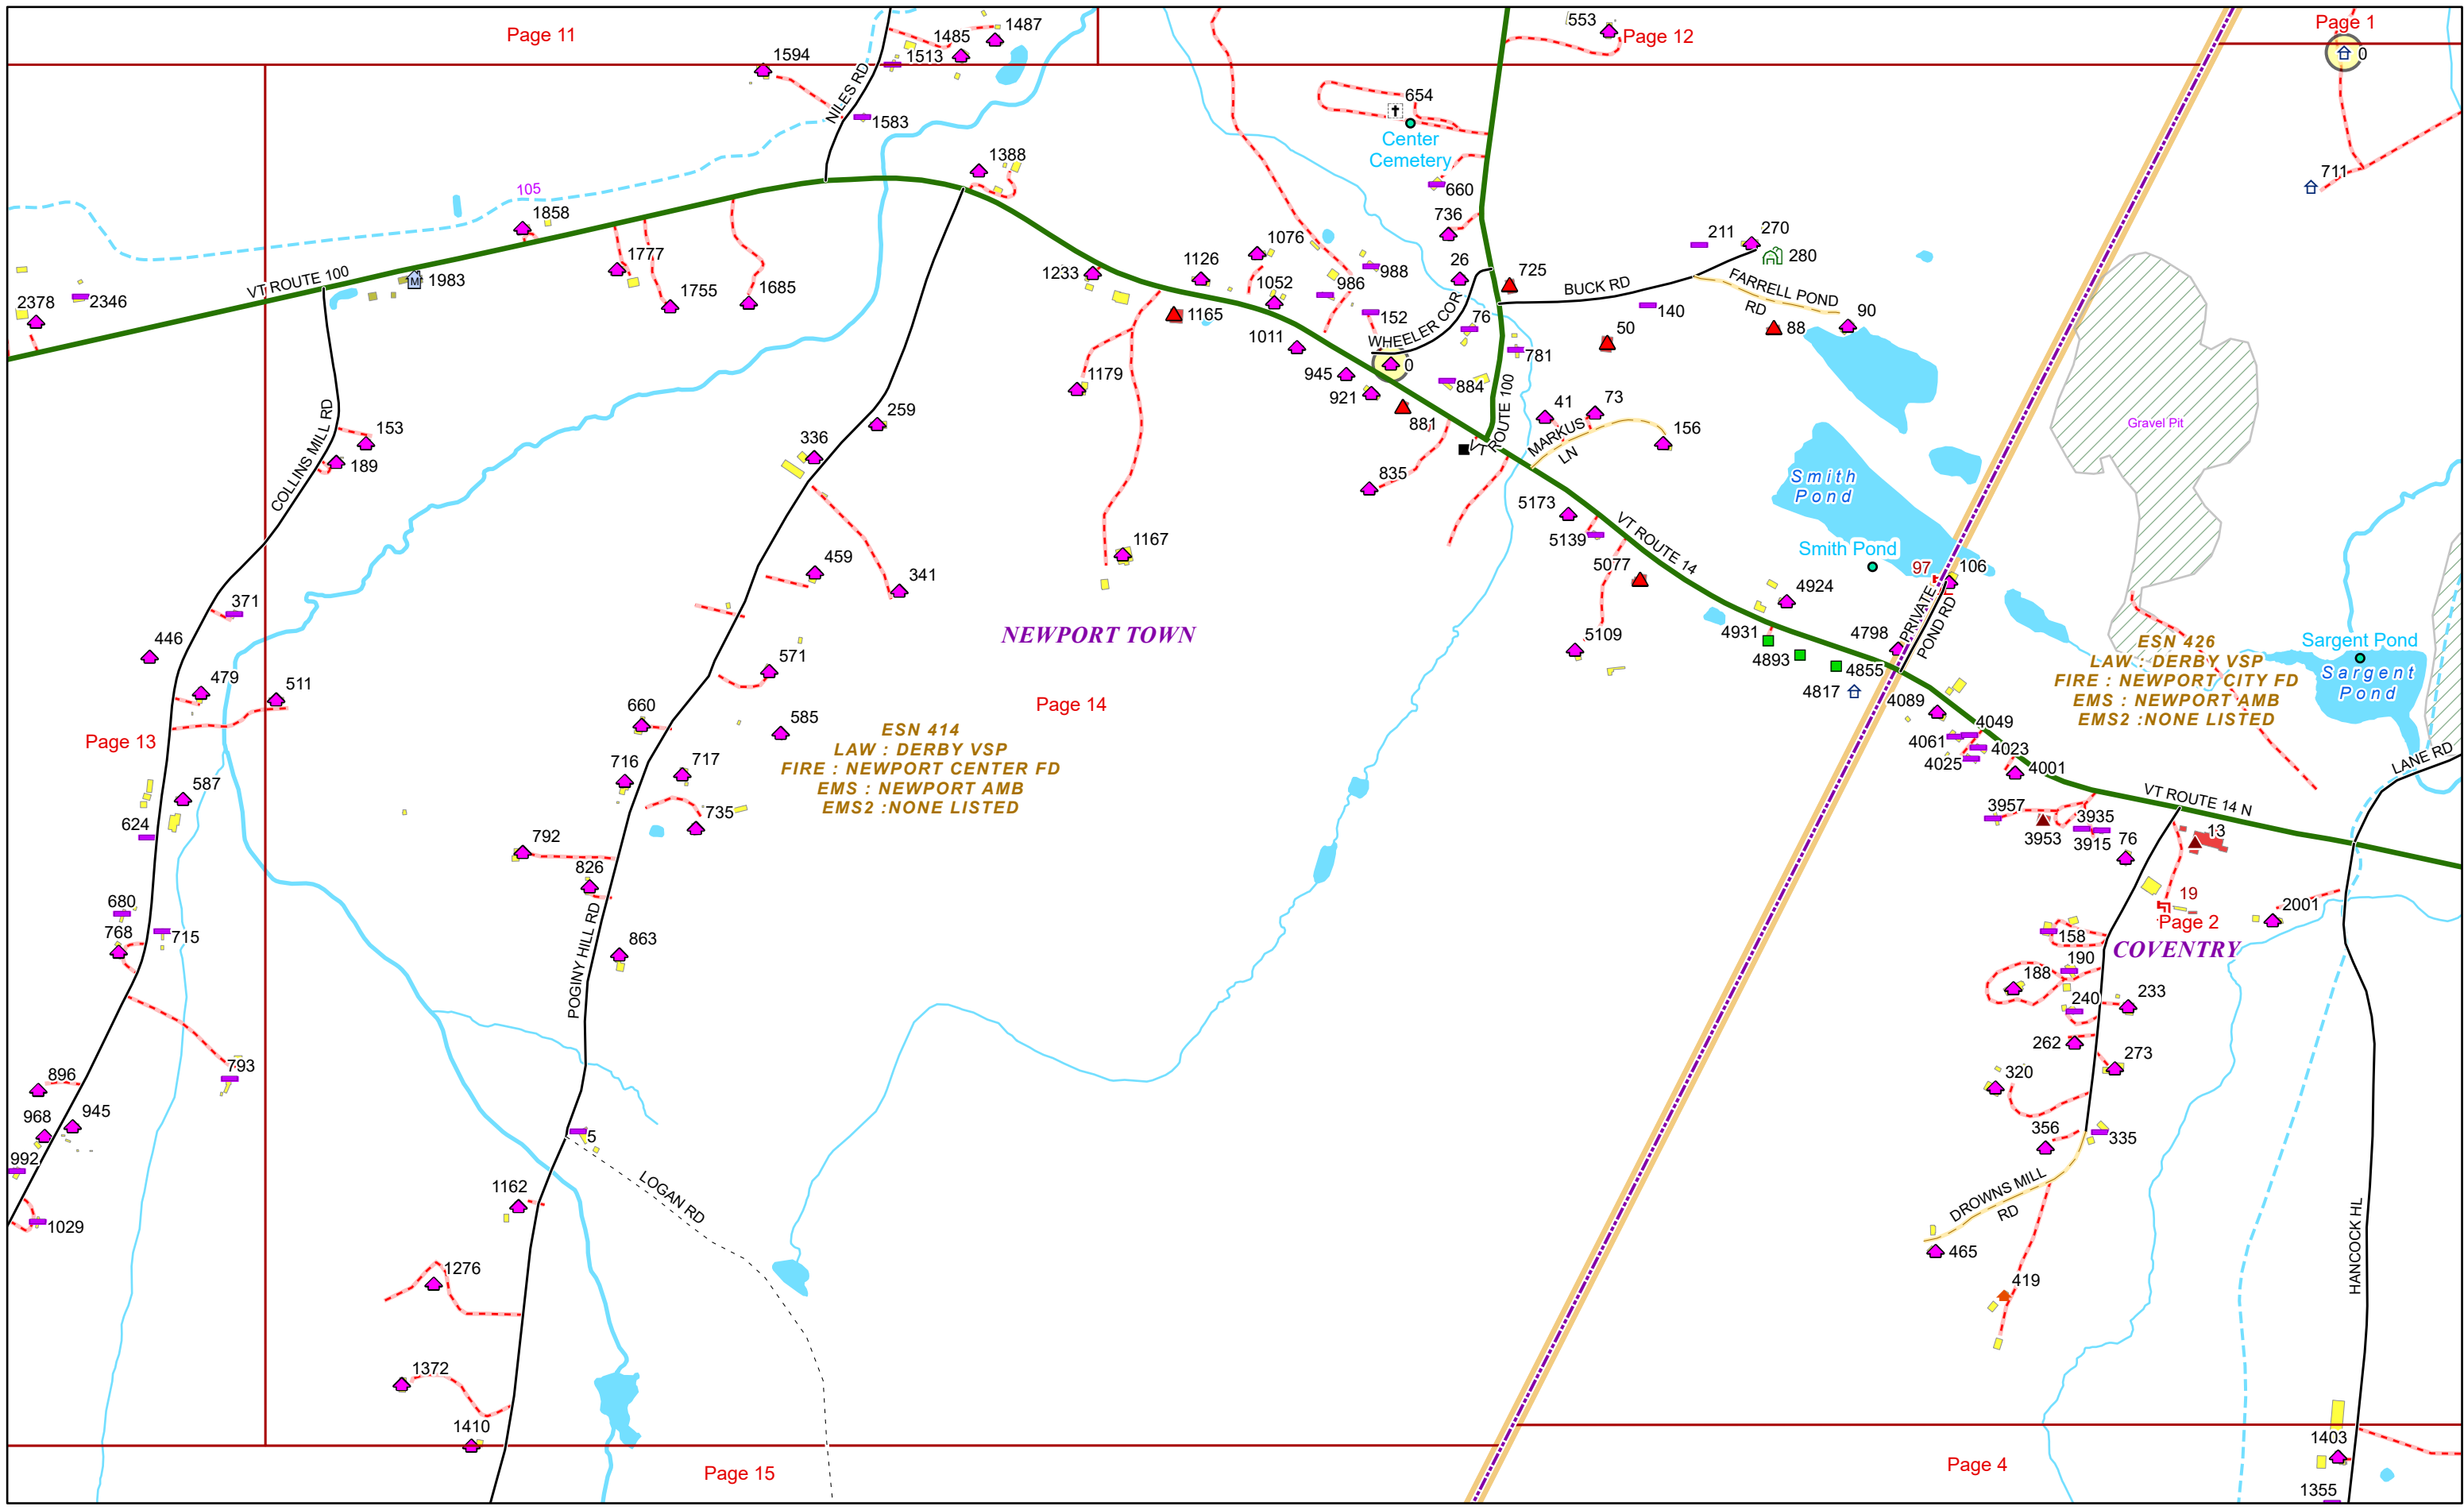 Page 11
1487
1485
1513
1594
NILES RD
1583
553
Page 12
Page 1
0
711
654
Center
Cemetery
660
736
1388
105
1858
1777
1755
1685
VT ROUTE 100
1983
2378
2346
1233
1126
1076
1052
1165
988
986
152
26
725
WHEELER COR
76
0
1011
945
921
881
884
781
VT ROUTE 100
BUCK RD
211
270
280
FARRELL POND
RD
140
50
88
90
Gravel Pit
1179
COLLINS MILL RD
153
189
259
336
41
73
MARKUS
LN
156
835
Smith
Pond
5173
5139
VT ROUTE 14
Smith Pond
1167
459
341
5077
97
106
4924
PRIVATE
POND RD
371
446
NEWPORT TOWN
5109
4931
4893
4855
4817
4798
ESN 426
LAW : DERBY VSP
FIRE : NEWPORT CITY FD
EMS : NEWPORT AMB
EMS2 :NONE LISTED
Sargent Pond
Sargent
Pond
479
511
571
Page 14
660
585
4089
4049
4061
4023
4025
4001
Page 13
ESN 414
LAW : DERBY VSP
FIRE : NEWPORT CENTER FD
EMS : NEWPORT AMB
EMS2 :NONE LISTED
716
717
735
587
624
LANE RD
VT ROUTE 14 N
3957
3953
3935
3915
76
13
792
826
19
Page 2
2001
680
768
715
POGINY HILL RD
863
158
COVENTRY
190
188
240
233
262
273
793
896
968
945
320
356
335
992
5
1029
LOGAN RD
1162
DROWNS MILL
RD
465
HANCOCK HL
1276
419
1372
1410
1403
Page 15
Page 4
1355